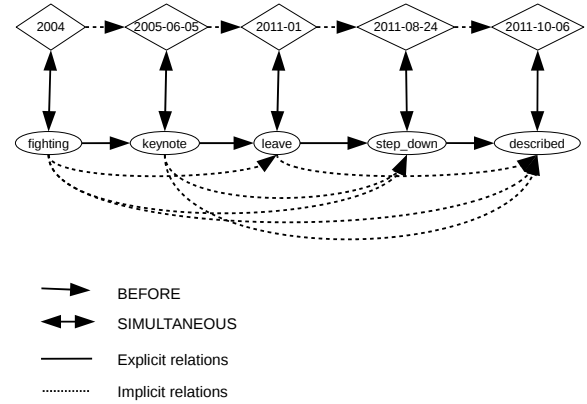 2004 2005-06-05 2011-01 2011-08-24 2011-10-06
fighting keynote leave step_down described
BEFORE
SIMULTANEOUS
Explicit relations
Implicit relations